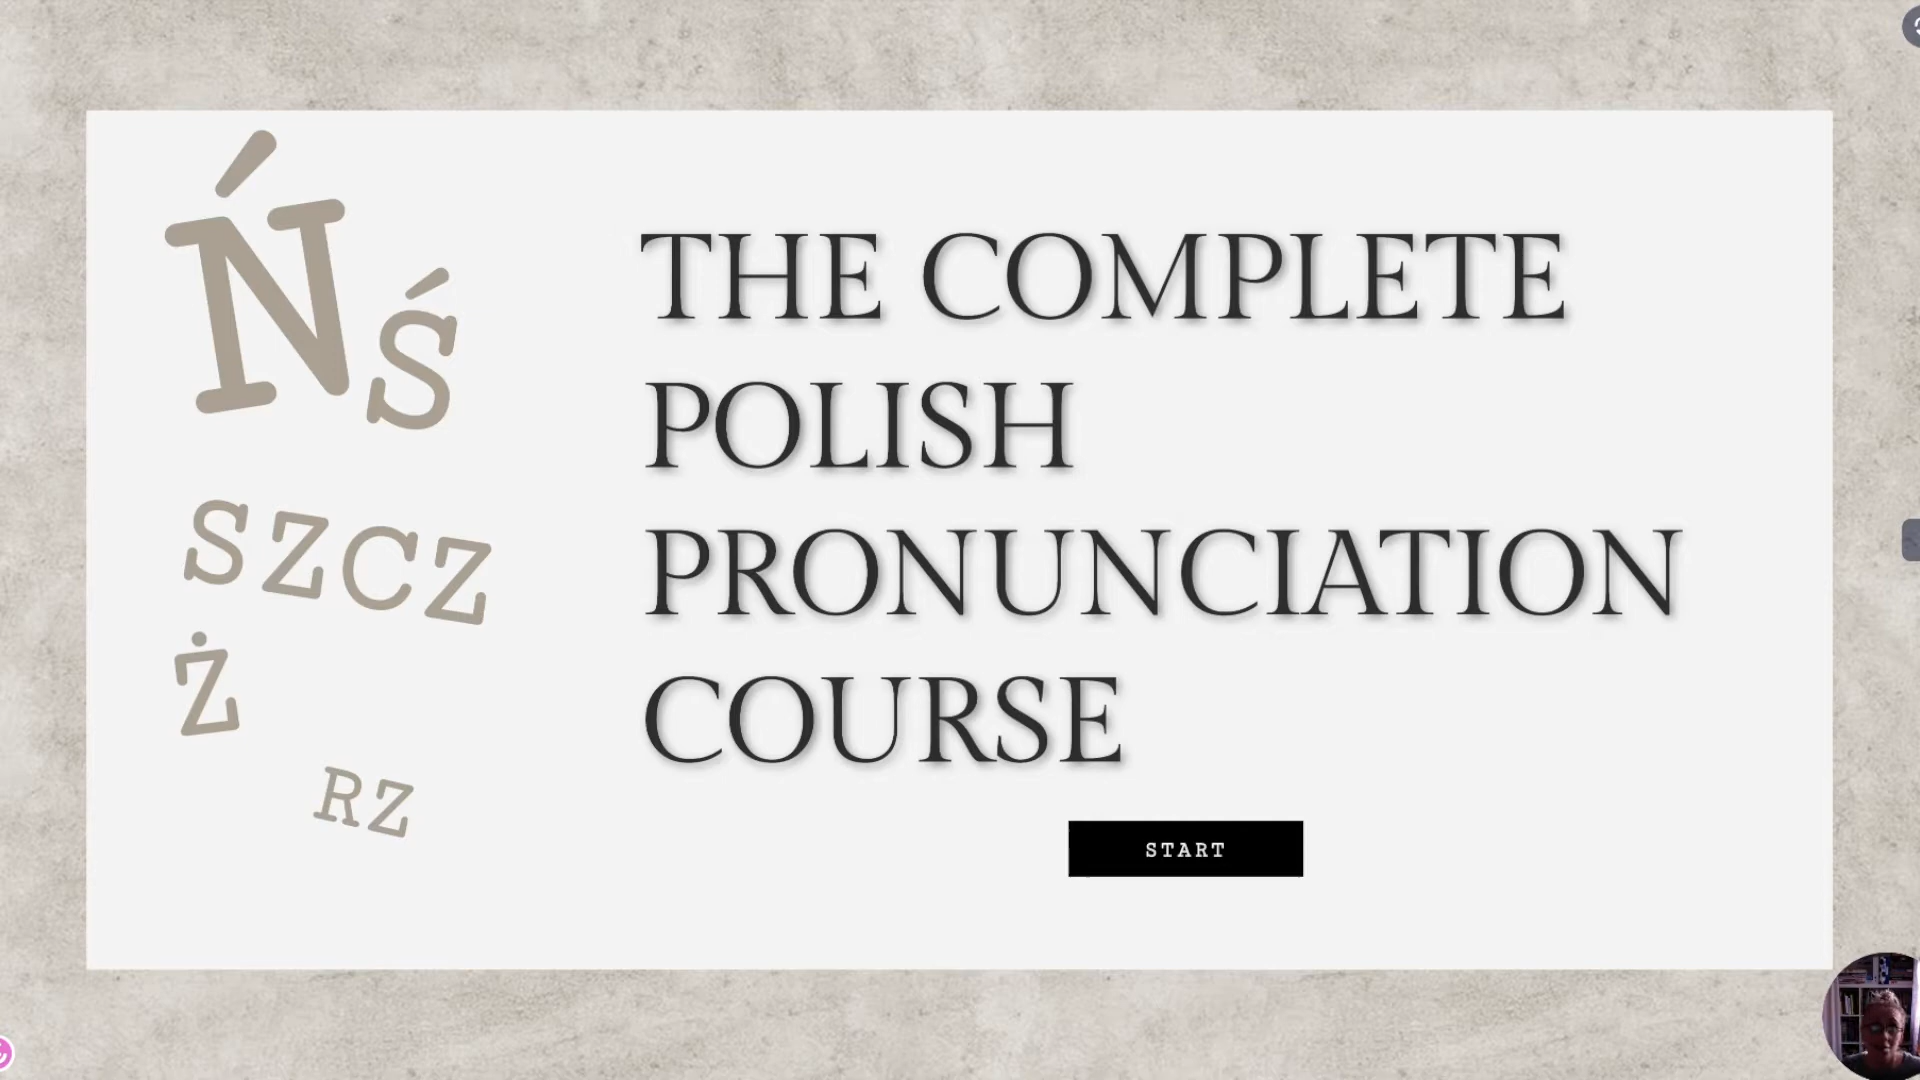 Ń
Ś
SZCZ
Ż
RZ
THE COMPLETE
POLISH
PRONUNCIATION
COURSE
START